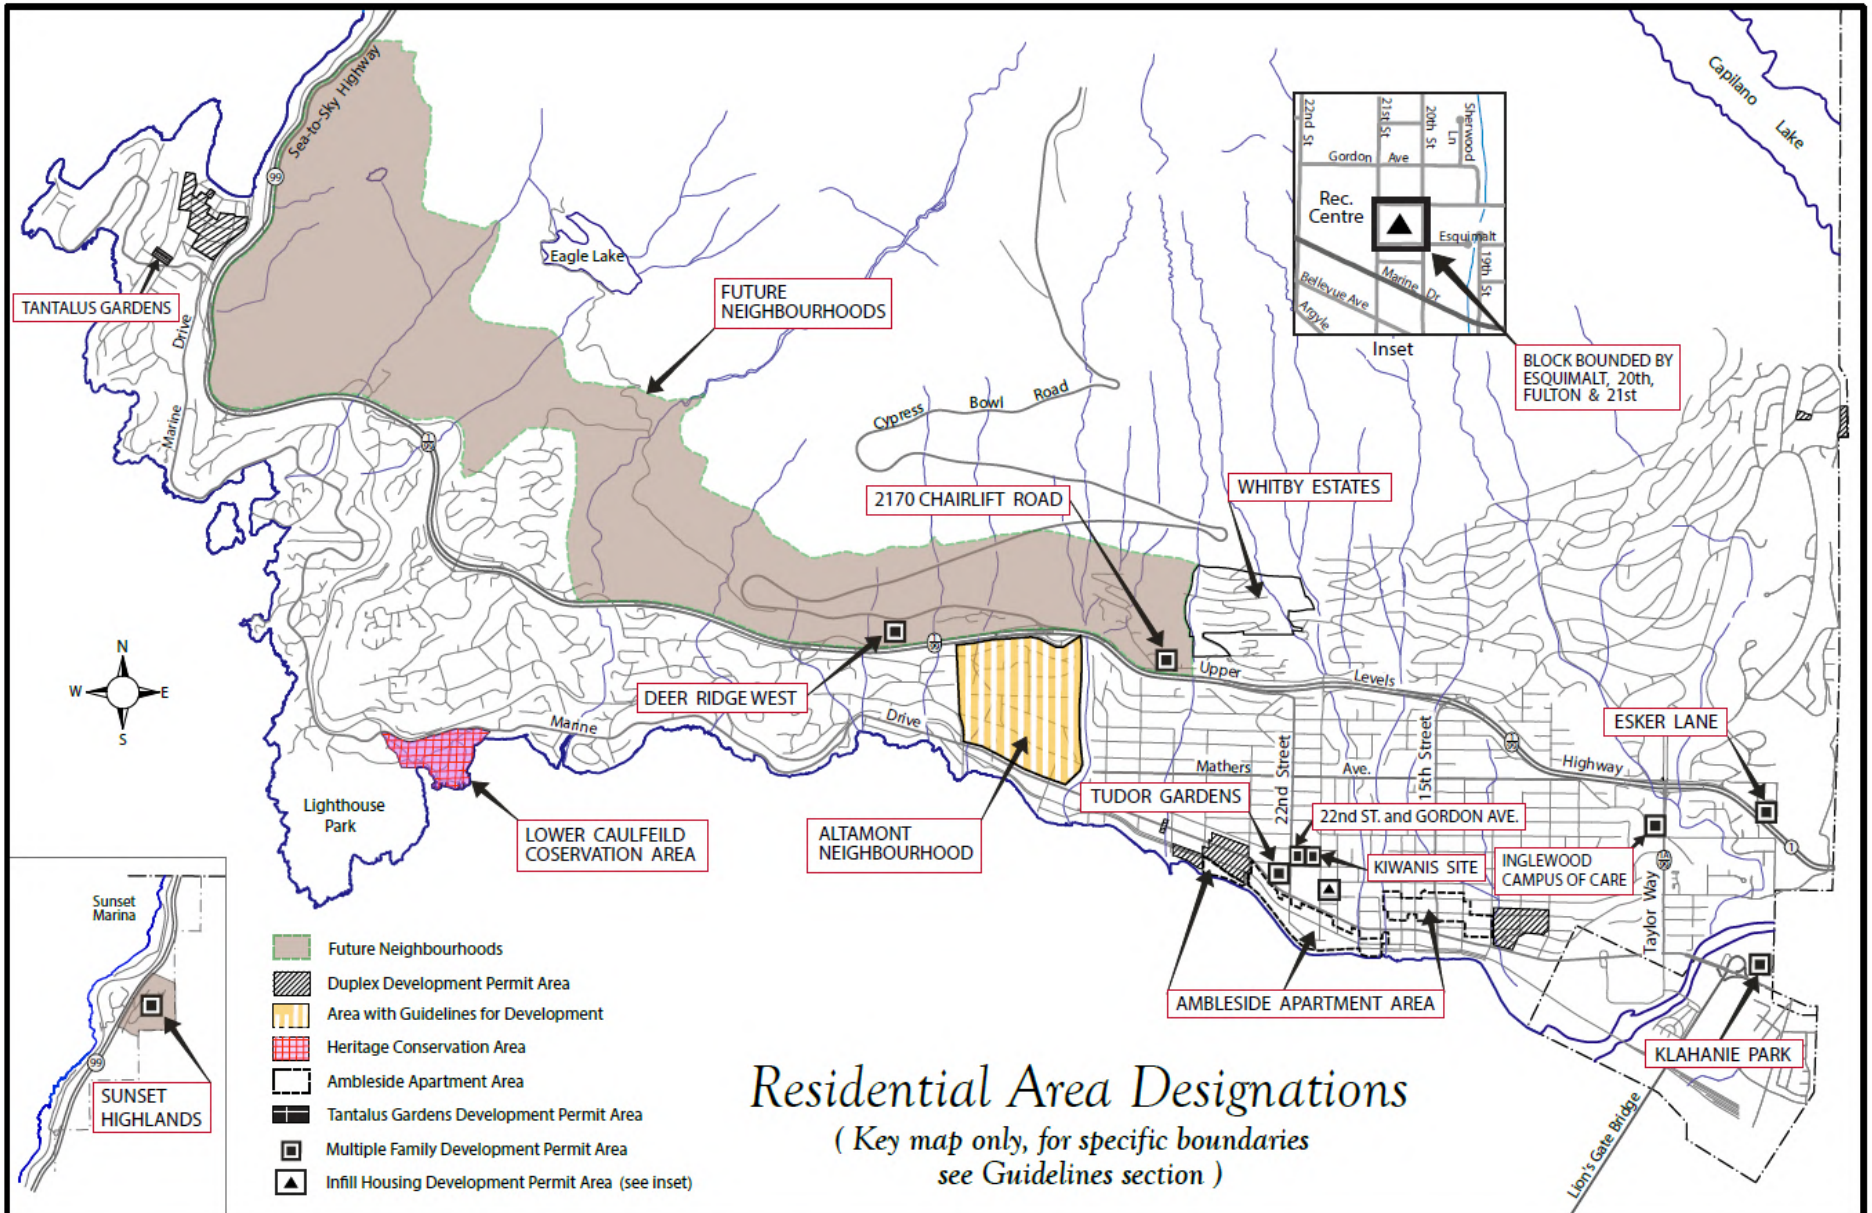 Sea-to-Sky Highway
99
Capilano
Lake
22nd St
21st St
20th St
Sherwood
Ln
Gordon Ave
Rec.
Centre
Esquimalt
19th St
Marine Dr
Bellevue Ave
Argyle
Inset
BLOCK BOUNDED BY
ESQUIMALT, 20th,
FULTON & 21st
Eagle Lake
TANTALUS GARDENS
FUTURE
NEIGHBOURHOODS
Marine Drive
Cypress Bowl Road
2170 CHAIRLIFT ROAD
WHITBY ESTATES
N
W E
S
DEER RIDGE WEST
Upper Levels Highway
Marine Drive
ESKER LANE
Mathers Ave.
22nd Street
15th Street
TUDOR GARDENS
22nd ST. and GORDON AVE.
Lighthouse
Park
LOWER CAULFEILD
COSERVATION AREA
ALTAMONT
NEIGHBOURHOOD
KIWANIS SITE
INGLEWOOD
CAMPUS OF CARE
1
Taylor Way
AMBLESIDE APARTMENT AREA
KLAHANIE PARK
Lion's Gate Bridge
Sunset
Marina
99
SUNSET
HIGHLANDS
Future Neighbourhoods
Duplex Development Permit Area
Area with Guidelines for Development
Heritage Conservation Area
Ambleside Apartment Area
Tantalus Gardens Development Permit Area
Multiple Family Development Permit Area
Infill Housing Development Permit Area (see inset)
Residential Area Designations
( Key map only, for specific boundaries
see Guidelines section )